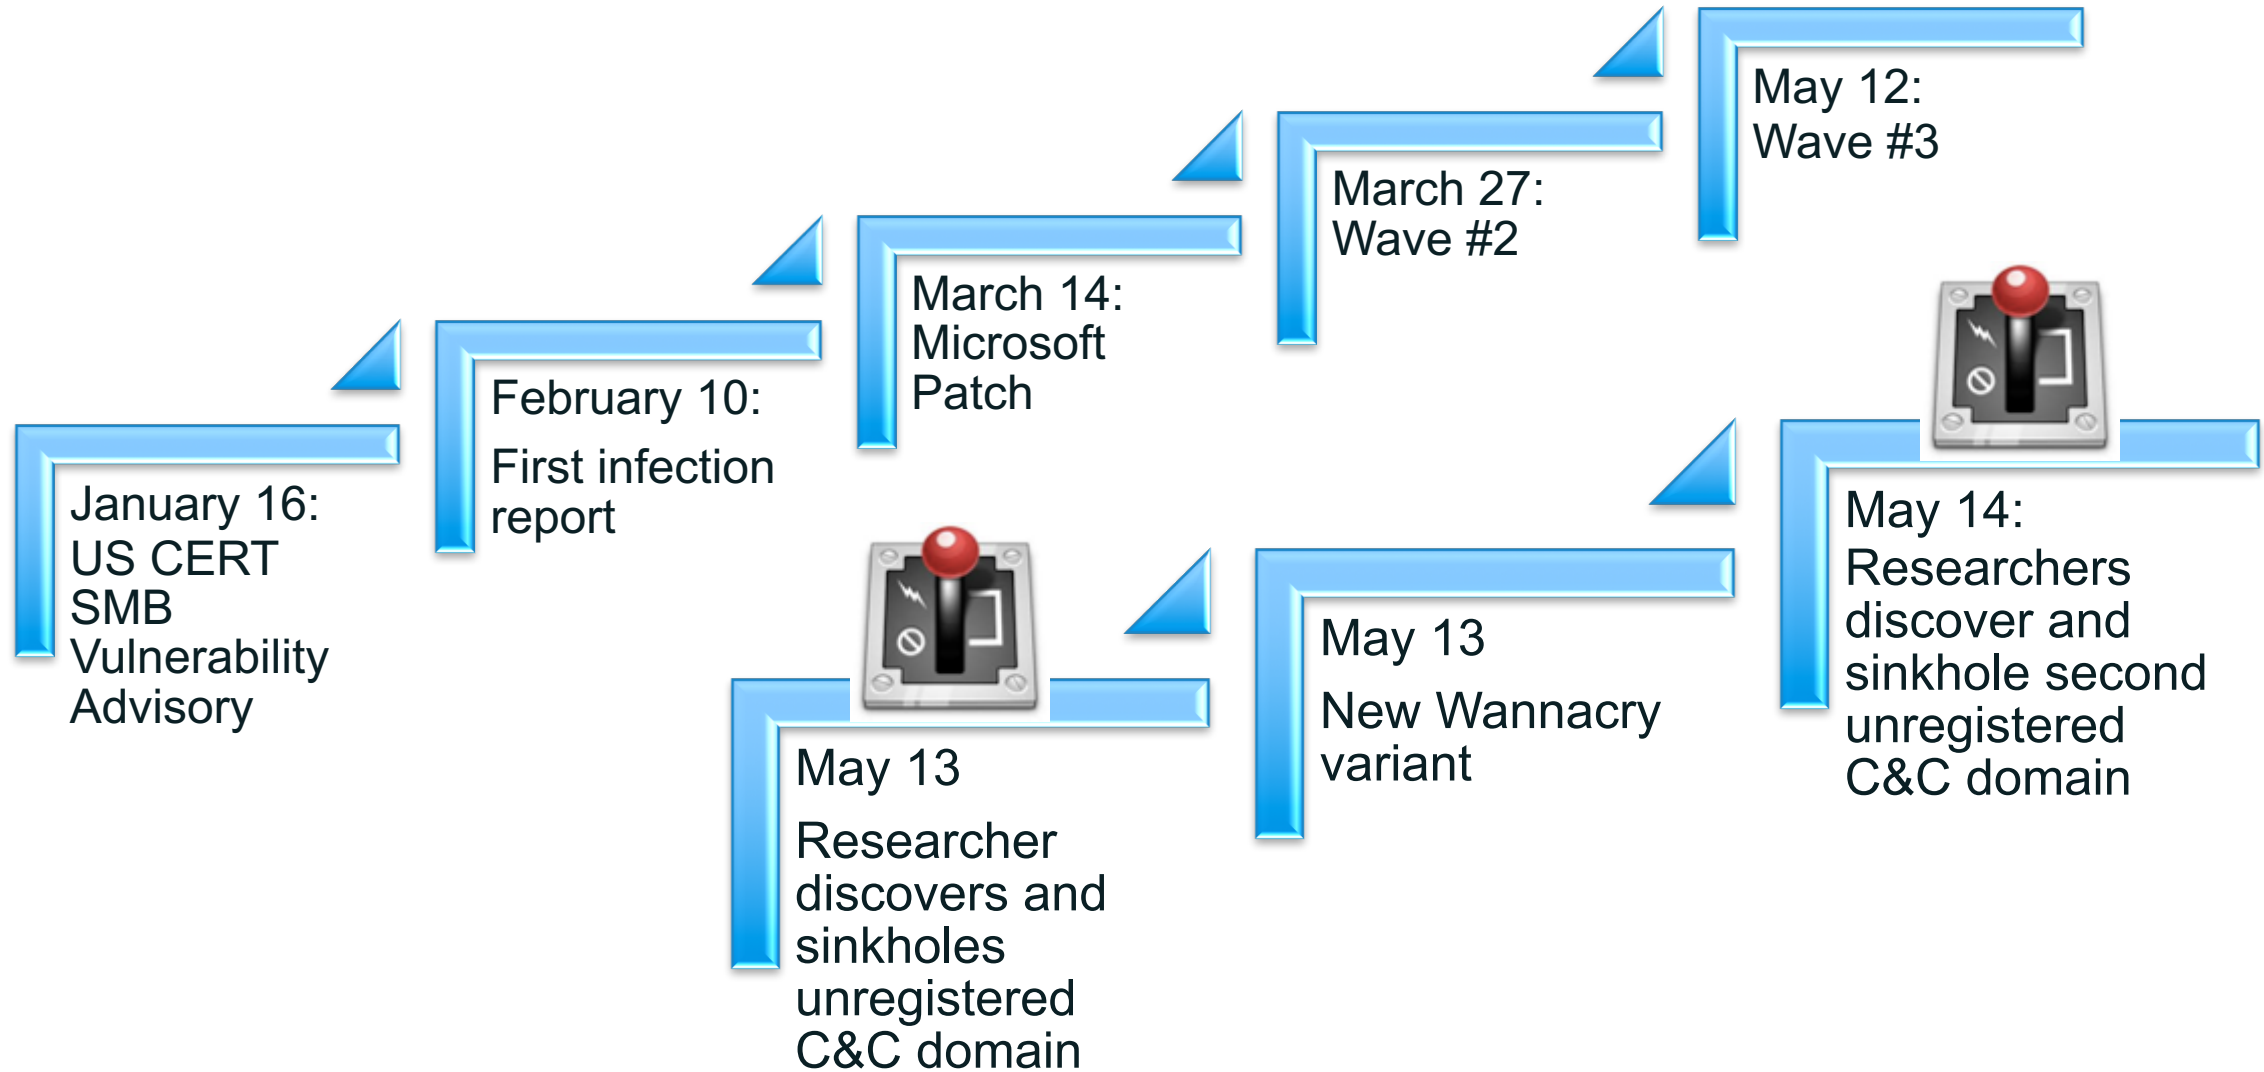 January 16:
US CERT
SMB
Vulnerability
Advisory
February 10:
First infection
report
March 14:
Microsoft
Patch
March 27:
Wave #2
May 12:
Wave #3
May 13
Researcher
discovers and
sinkholes
unregistered
C&C domain
May 13
New Wannacry
variant
May 14:
Researchers
discover and
sinkhole second
unregistered
C&C domain